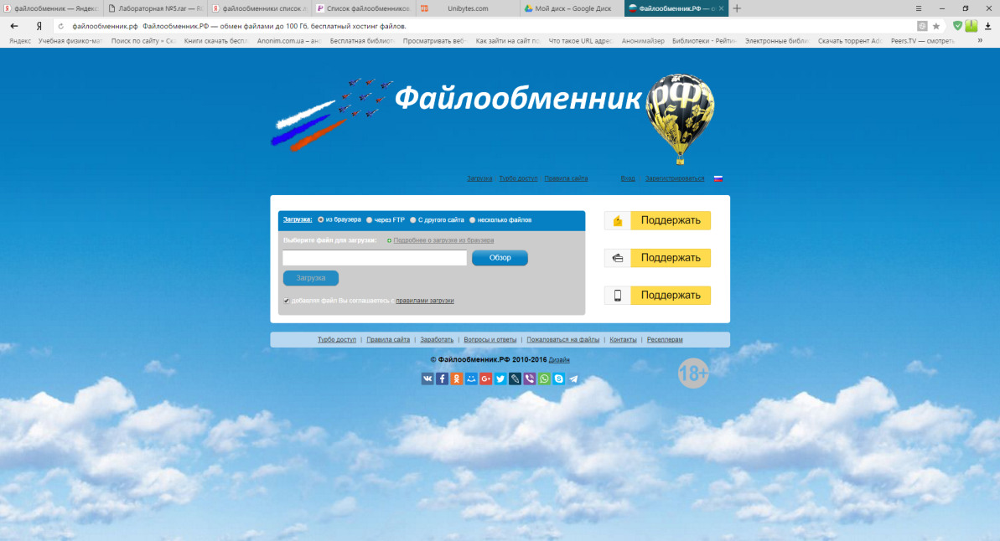 файлообменник — Яндекс Лабораторная №5.rar — Я файлообменники список Список файлообменников Unibytes.com Мой диск – Google Диск Файлообменник.РФ — о
Я файлообменник.рф Файлообменник.РФ — обмен файлами до 100 Гб, бесплатный хостинг файлов.
Яндекс Учебная физико-мат Поиск по сайту » Ска Книги скачать беспл Anonim.com.ua – ано Бесплатная библиоте Просматривать веб- Как зайти на сайт по Что такое URL адрес Анонимайзер Библиотеки - Рейтин Электронные библи Скачать торрент Ado Peers.TV — смотреть »
Файлообменник рф
Загрузка Турбо доступ Правила сайта Вход Зарегистрироваться
Загрузка: из браузера через FTP С другого сайта несколько файлов
Поддержать
Выберите файл для загрузки: Подробнее о загрузке из браузера
Обзор
Поддержать
Загрузка
Поддержать
добавляя файл Вы соглашаетесь с правилами загрузки
Турбо доступ | Правила сайта | Заработать | Вопросы и ответы | Пожаловаться на файлы | Контакты | Реселлерам
© Файлообменник.РФ 2010-2016 Дизайн
18+